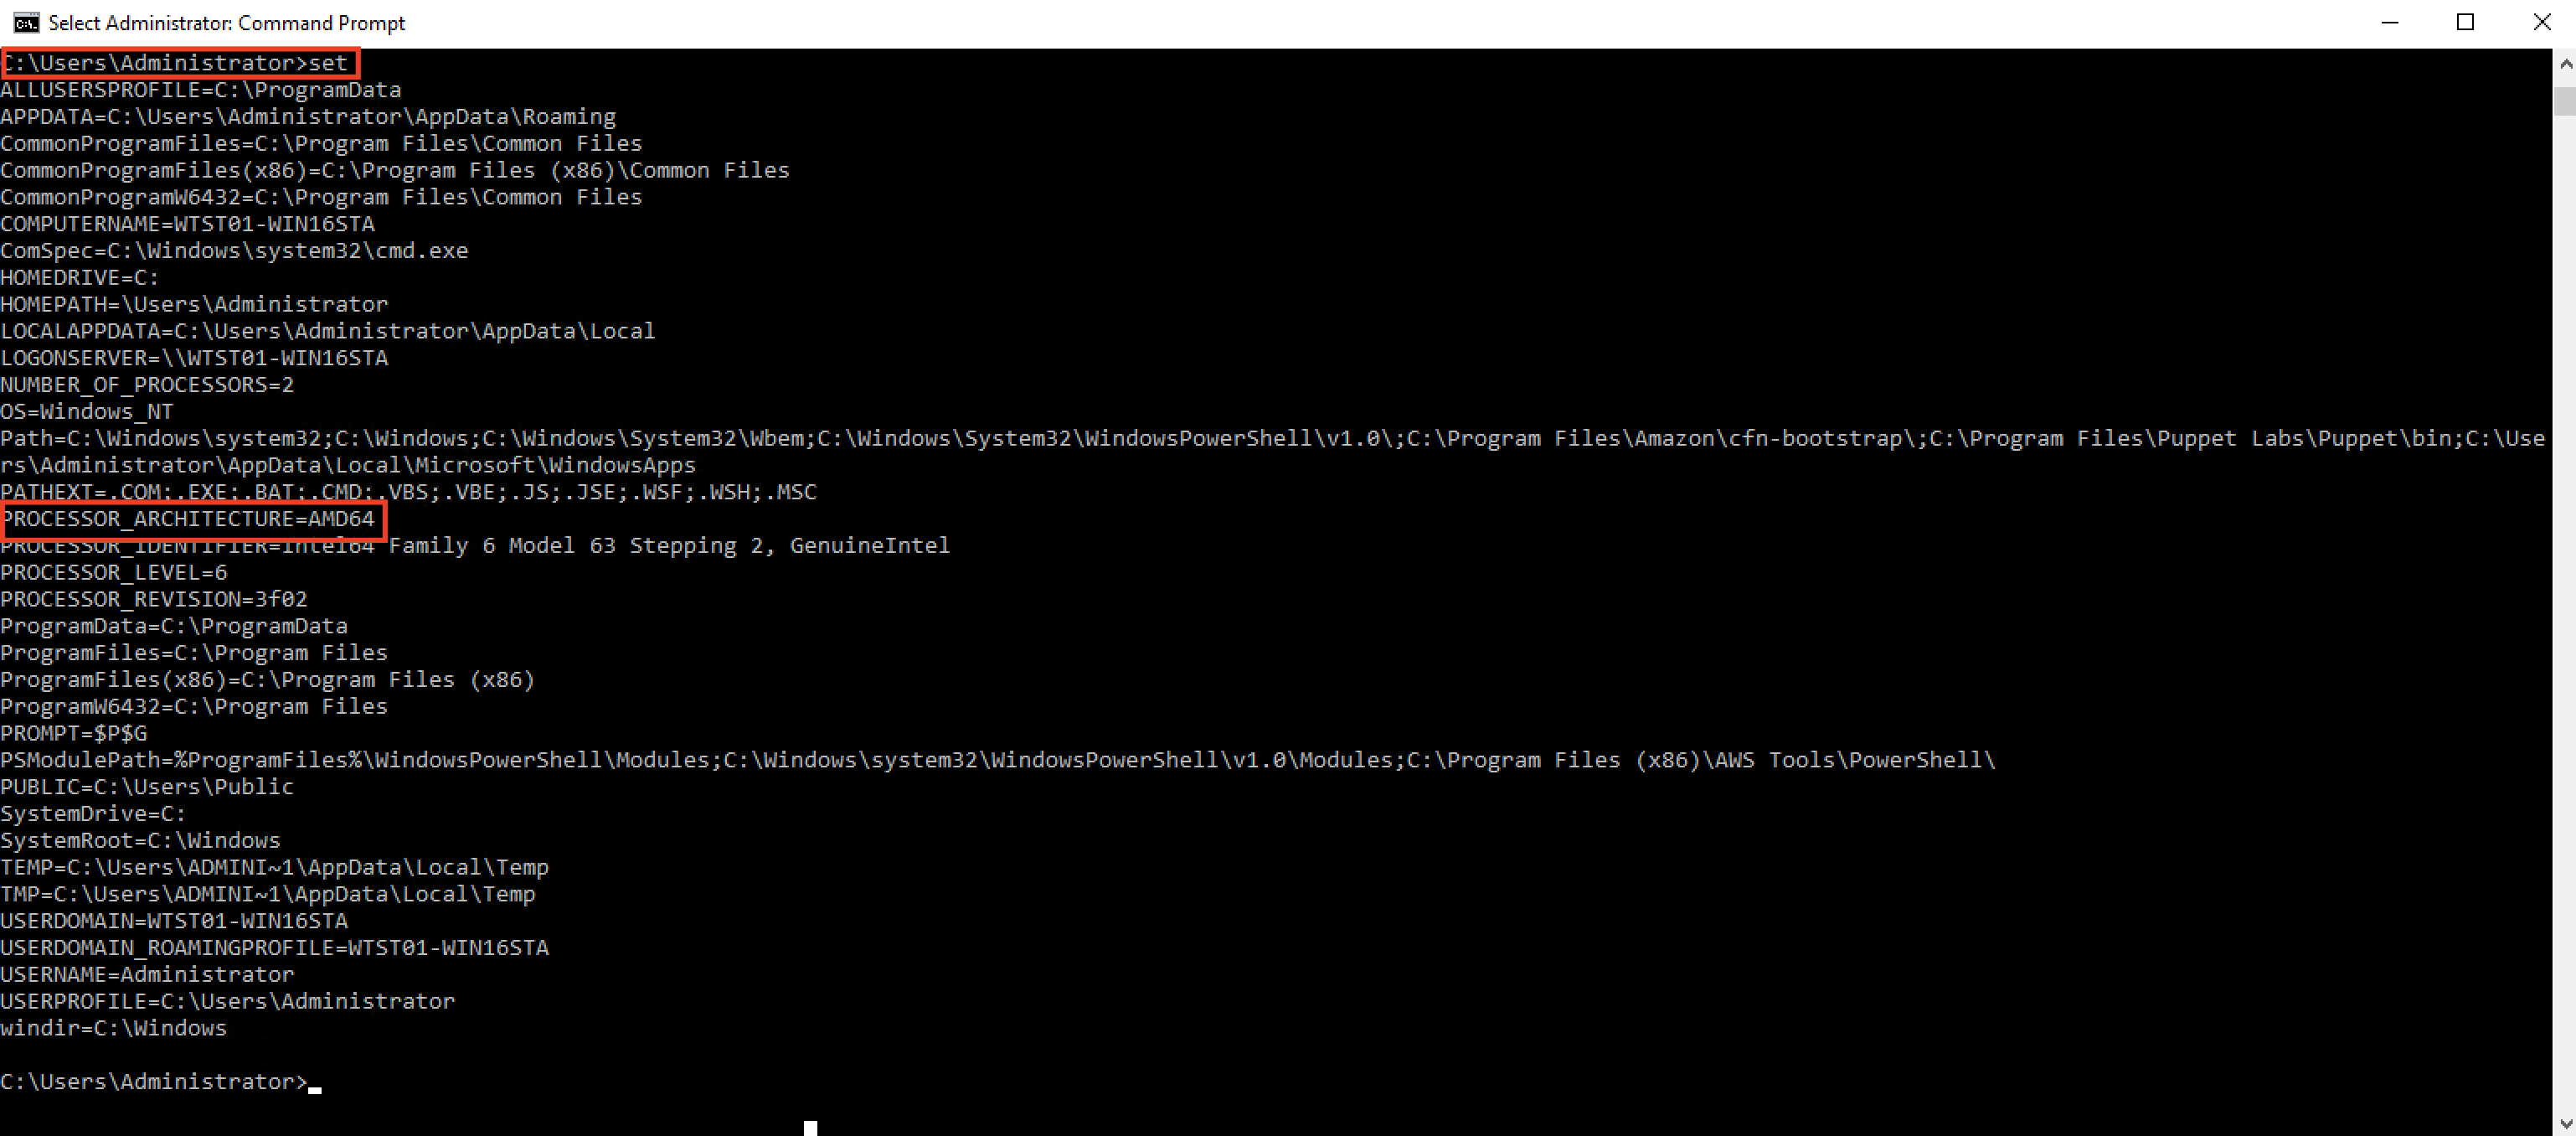 Select Administrator: Command Prompt
C:\Users\Administrator>set
ALLUSERSPROFILE=C:\ProgramData
APPDATA=C:\Users\Administrator\AppData\Roaming
CommonProgramFiles=C:\Program Files\Common Files
CommonProgramFiles(x86)=C:\Program Files (x86)\Common Files
CommonProgramW6432=C:\Program Files\Common Files
COMPUTERNAME=WTST01-WIN16STA
ComSpec=C:\Windows\system32\cmd.exe
HOMEDRIVE=C:
HOMEPATH=\Users\Administrator
LOCALAPPDATA=C:\Users\Administrator\AppData\Local
LOGONSERVER=\\WTST01-WIN16STA
NUMBER_OF_PROCESSORS=2
OS=Windows_NT
Path=C:\Windows\system32;C:\Windows;C:\Windows\System32\Wbem;C:\Windows\System32\WindowsPowerShell\v1.0\;C:\Program Files\Amazon\cfn-bootstrap\;C:\Program Files\Puppet Labs\Puppet\bin;C:\Use
rs\Administrator\AppData\Local\Microsoft\WindowsApps
PATHEXT=.COM;.EXE;.BAT;.CMD;.VBS;.VBE;.JS;.JSE;.WSF;.WSH;.MSC
PROCESSOR_ARCHITECTURE=AMD64
PROCESSOR_IDENTIFIER=Intel64 Family 6 Model 63 Stepping 2, GenuineIntel
PROCESSOR_LEVEL=6
PROCESSOR_REVISION=3f02
ProgramData=C:\ProgramData
ProgramFiles=C:\Program Files
ProgramFiles(x86)=C:\Program Files (x86)
ProgramW6432=C:\Program Files
PROMPT=$P$G
PSModulePath=%ProgramFiles%\WindowsPowerShell\Modules;C:\Windows\system32\WindowsPowerShell\v1.0\Modules;C:\Program Files (x86)\AWS Tools\PowerShell\
PUBLIC=C:\Users\Public
SystemDrive=C:
SystemRoot=C:\Windows
TEMP=C:\Users\ADMINI~1\AppData\Local\Temp
TMP=C:\Users\ADMINI~1\AppData\Local\Temp
USERDOMAIN=WTST01-WIN16STA
USERDOMAIN_ROAMINGPROFILE=WTST01-WIN16STA
USERNAME=Administrator
USERPROFILE=C:\Users\Administrator
windir=C:\Windows
C:\Users\Administrator>